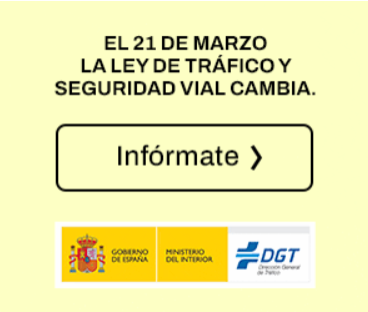 EL 21 DE MARZO
LA LEY DE TRÁFICO Y
SEGURIDAD VIAL CAMBIA.
Infórmate ❯
GOBIERNO
DE ESPAÑA
MINISTERIO
DEL INTERIOR
DGT
Dirección General
de Tráfico